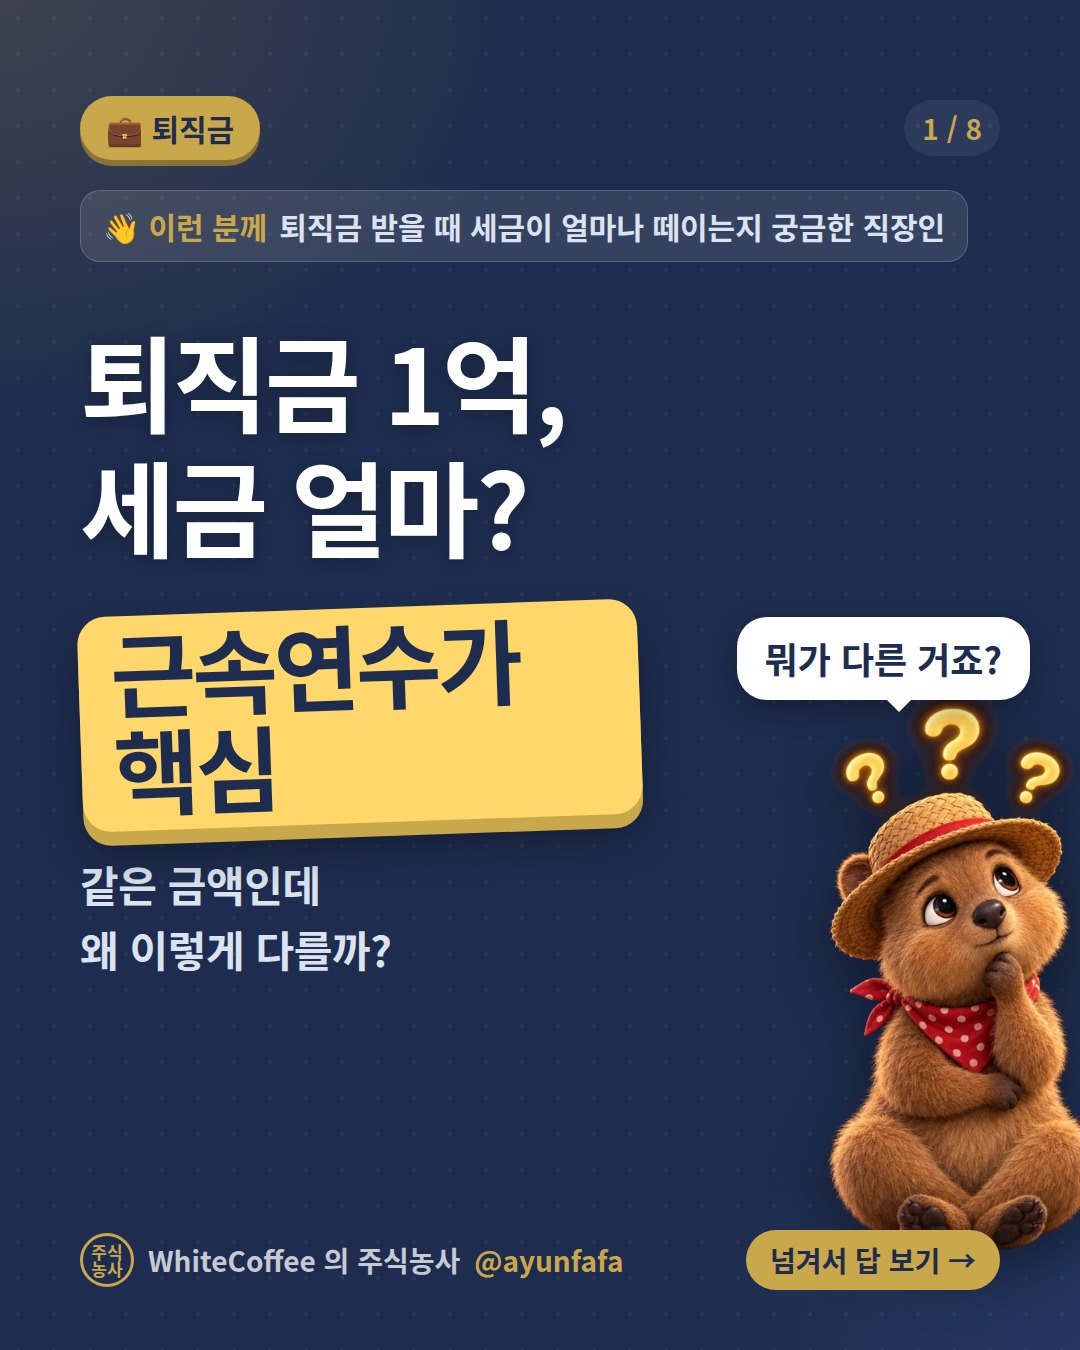 💼 퇴직금
1 / 8
👋 이런 분께 퇴직금 받을 때 세금이 얼마나 떼이는지 궁금한 직장인
퇴직금 1억,
세금 얼마?
근속연수가
핵심
뭐가 다른 거죠?
? ? ?
같은 금액인데
왜 이렇게 다를까?
주식
농사
WhiteCoffee 의 주식농사 @ayunfafa
넘겨서 답 보기 →